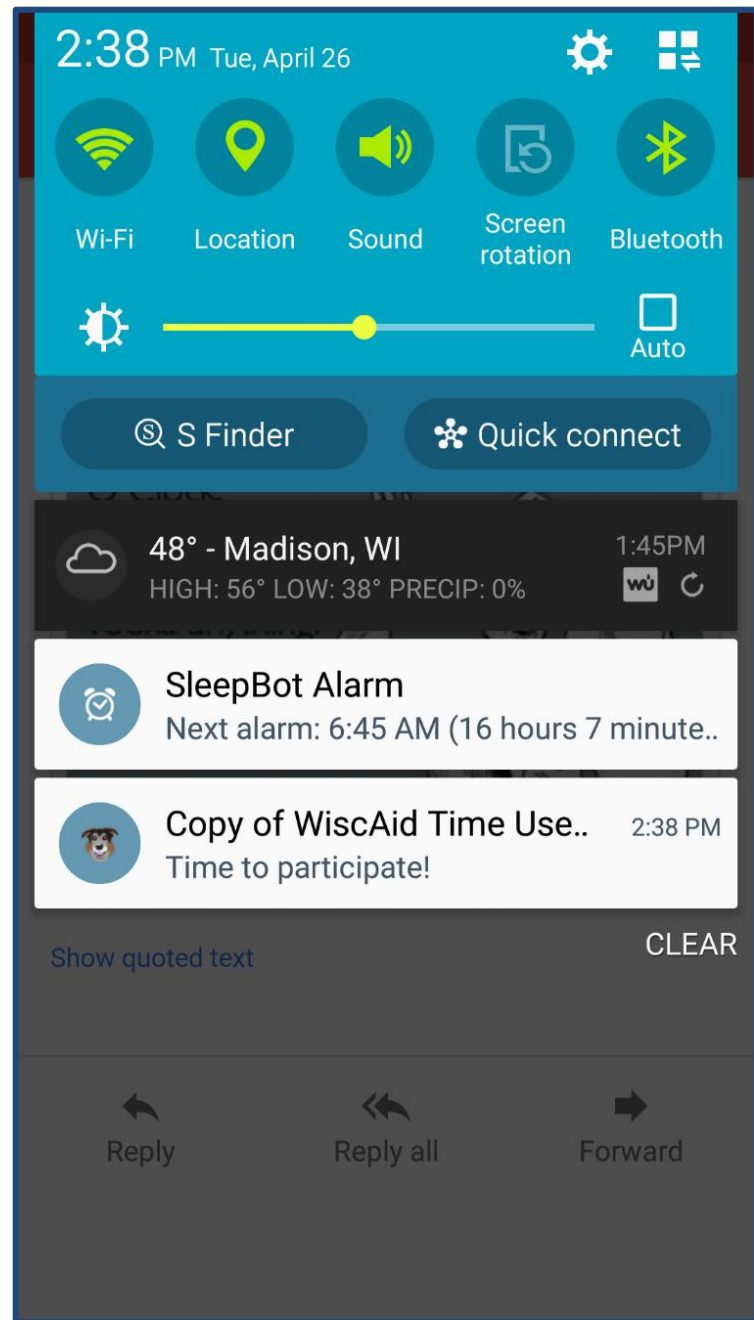 2:38 PM Tue, April 26
Wi-Fi
Location
Sound
Screen
rotation
Bluetooth
Auto
S Finder
Quick connect
O'Clock.
48° - Madison, WI
1:45PM
HIGH: 56° LOW: 38° PRECIP: 0%
wu
SleepBot Alarm
Next alarm: 6:45 AM (16 hours 7 minute..
Copy of WiscAid Time Use..
2:38 PM
Time to participate!
CLEAR
Show quoted text
Reply
Reply all
Forward